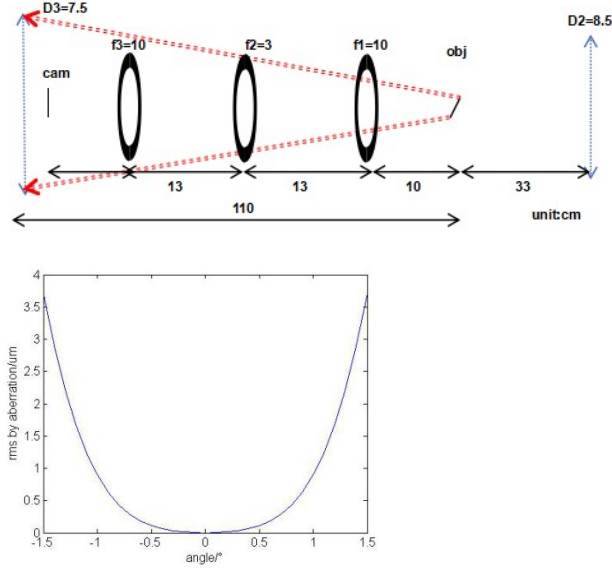 D3=7.5
f3=10
f2=3
f1=10
obj
D2=8.5
cam
13
13
10
33
110
unit:cm
4
3.5
3
2.5
2
1.5
1
0.5
0
rms by aberration/um
-1.5
-1
-0.5
0
0.5
1
1.5
angle/°